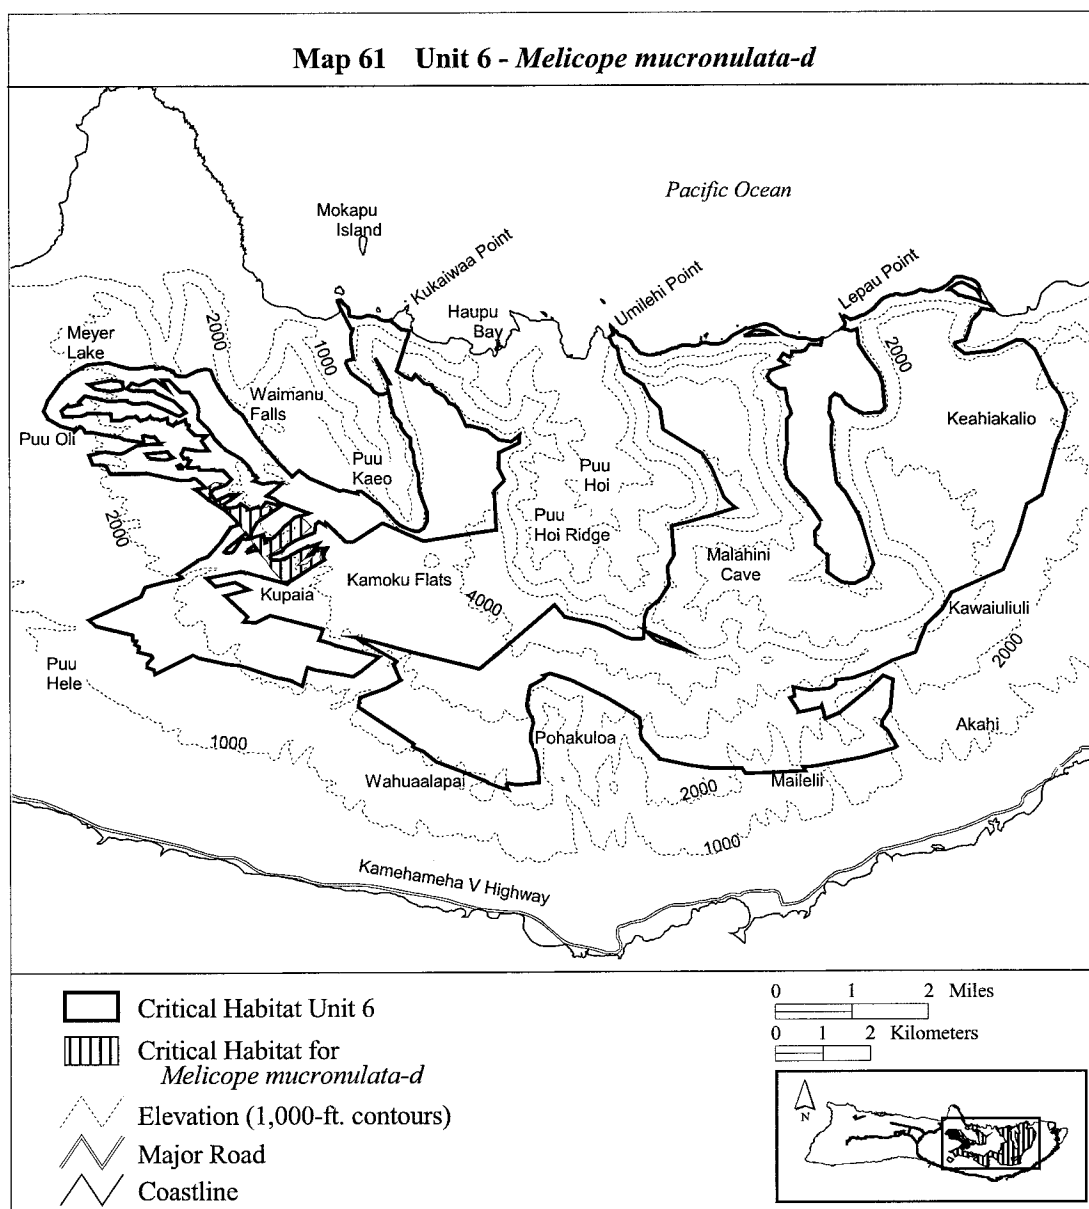 Map 61    Unit 6 - Melicope mucronulata-d
Pacific Ocean
Mokapu
Island
Kukaiwaa Point
Haupu
Bay
Umilehi Point
Lepau Point
Meyer
Lake
2000
1000
2000
Waimanu
Falls
Puu Oli
Puu
Kaeo
Puu
Hoi
Keahiakalio
2000
Puu
Hoi Ridge
Malahini
Cave
Kamoku Flats
Kupaia
4000
Kawaiuliuli
2000
Puu
Hele
1000
Pohakuloa
Akahi
Wahuaalapai
2000
Mailelii
1000
Kamehameha V Highway
Critical Habitat Unit 6
Critical Habitat for
Melicope mucronulata-d
Elevation (1,000-ft. contours)
Major Road
Coastline
0 1 2 Miles
0 1 2 Kilometers
N